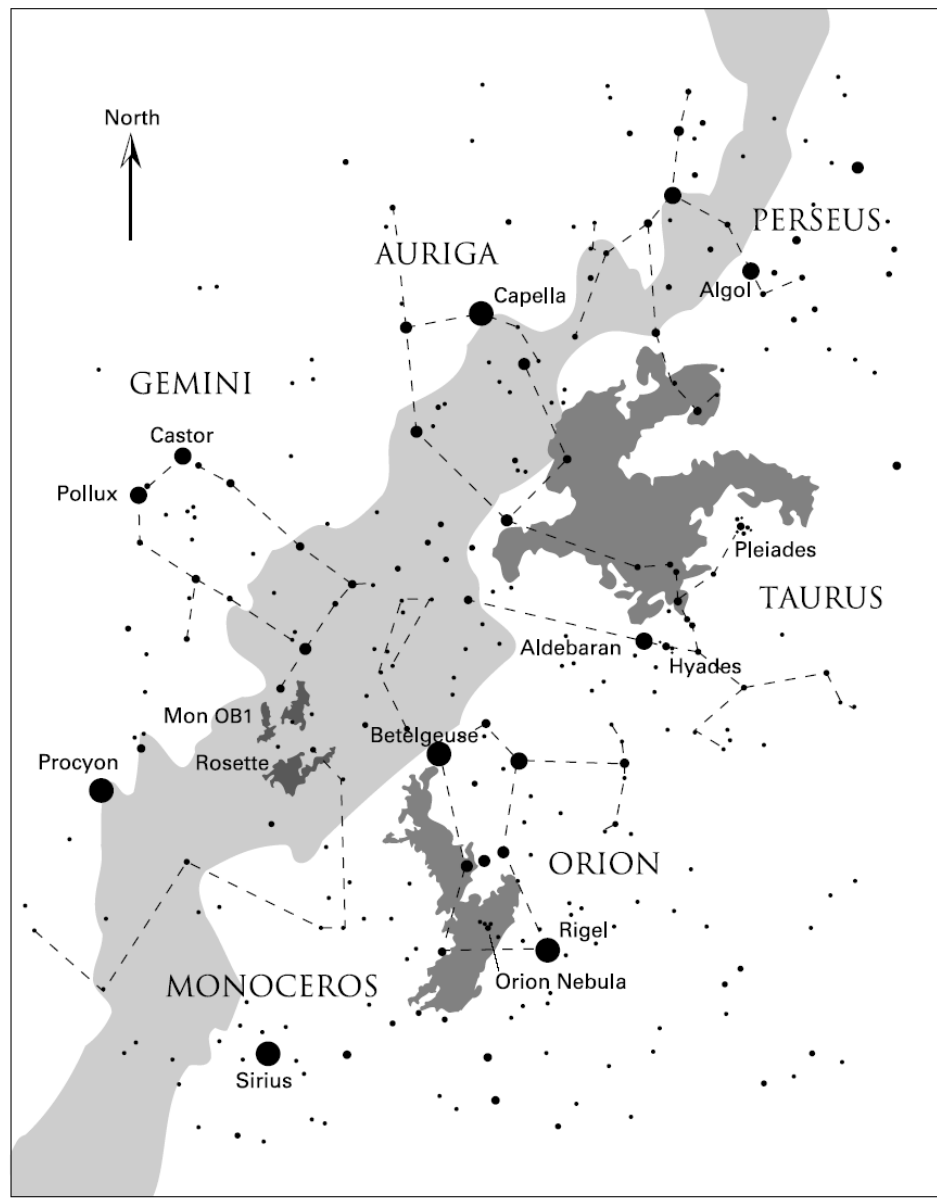 North
PERSEUS
AURIGA
Algol
Capella
GEMINI
Castor
Pollux
Pleiades
TAURUS
Aldebaran
Hyades
Mon OB1
Betelgeuse
Rosette
Procyon
ORION
Rigel
Orion Nebula
MONOCEROS
Sirius